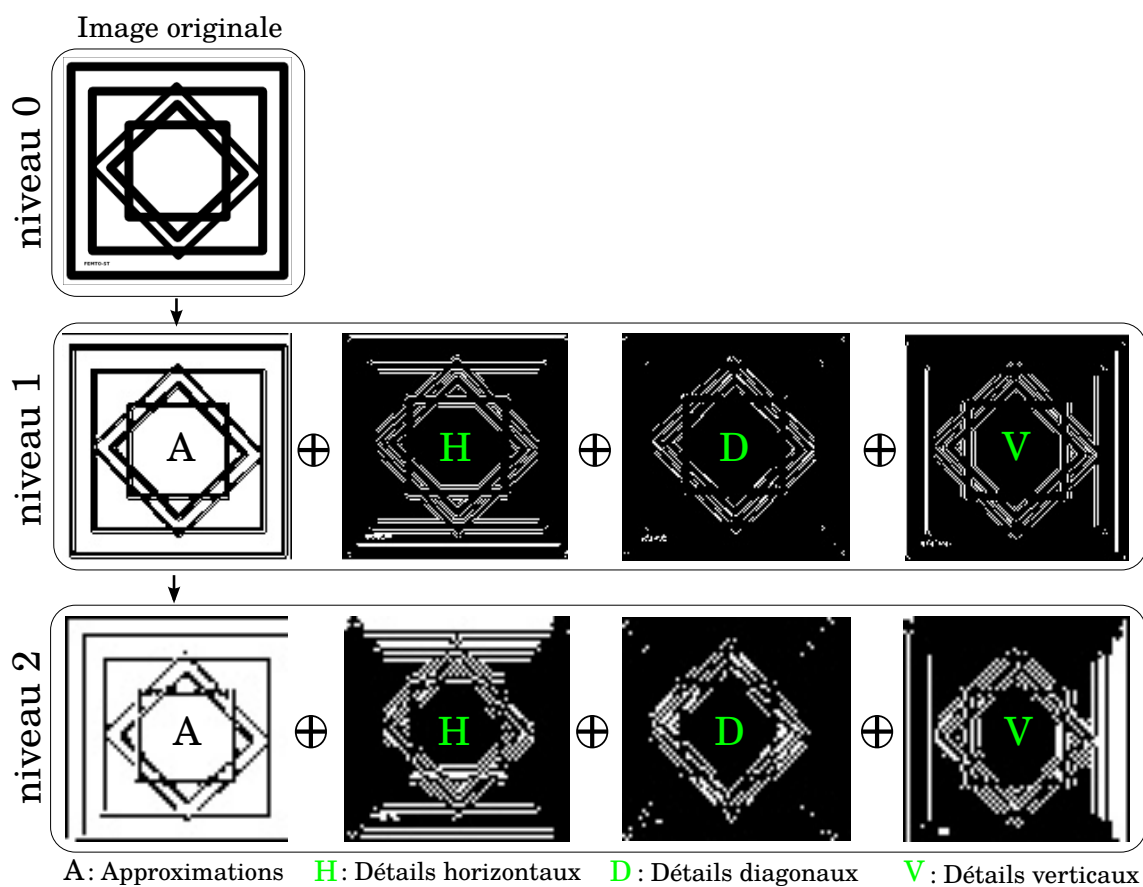 Image originale
niveau 0
FEMTO-ST
niveau 1
A ⊕ H ⊕ D ⊕ V
niveau 2
A ⊕ H ⊕ D ⊕ V
A: Approximations H: Détails horizontaux D: Détails diagonaux V: Détails verticaux